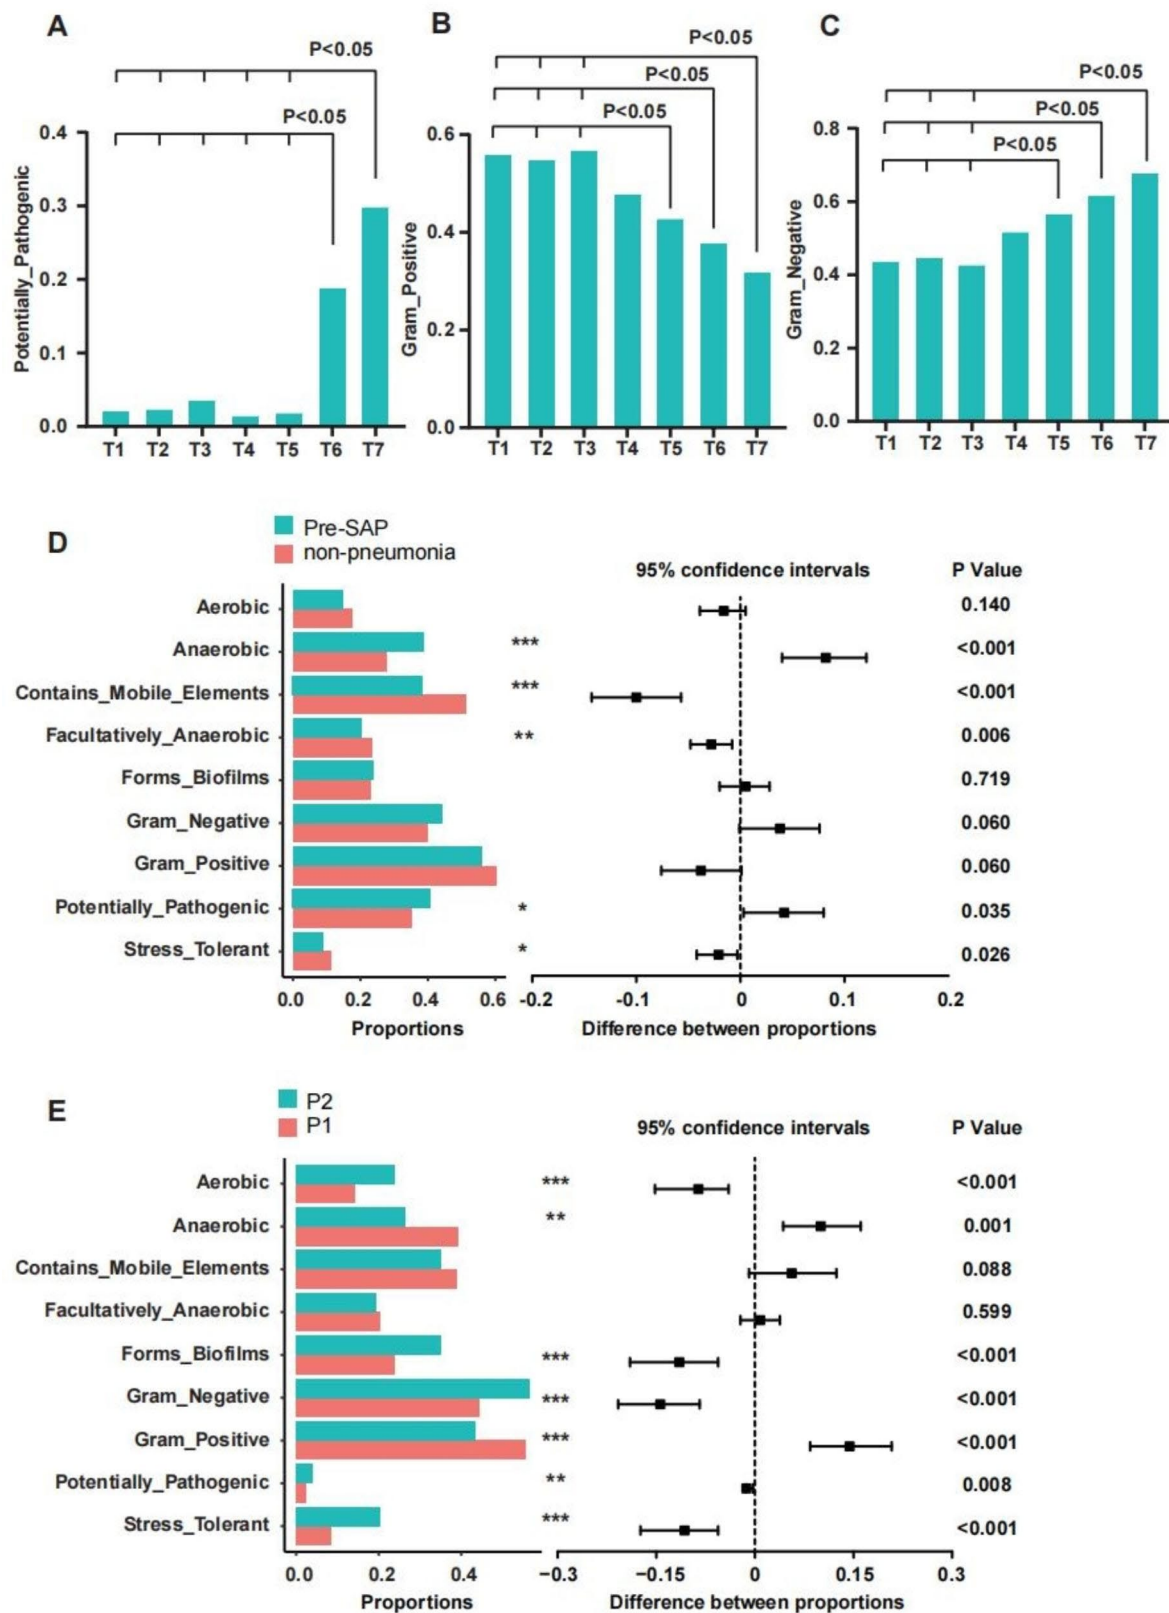 A
B
C
P<0.05
P<0.05
P<0.05
P<0.05
P<0.05
P<0.05
P<0.05
P<0.05
Potentially_Pathogenic
0.4
0.3
0.2
0.1
0.0
T1 T2 T3 T4 T5 T6 T7
Gram_Positive
0.6
0.4
0.2
0.0
T1 T2 T3 T4 T5 T6 T7
Gram_Negative
0.8
0.6
0.4
0.2
0.0
T1 T2 T3 T4 T5 T6 T7
D
Pre-SAP
non-pneumonia
95% confidence intervals P Value
Aerobic 0.140
Anaerobic *** <0.001
Contains_Mobile_Elements *** <0.001
Facultatively_Anaerobic ** 0.006
Forms_Biofilms 0.719
Gram_Negative 0.060
Gram_Positive 0.060
Potentially_Pathogenic * 0.035
Stress_Tolerant * 0.026
0.0 0.2 0.4 0.6 -0.2 -0.1 0 0.1 0.2
Proportions Difference between proportions
E
P2
P1
95% confidence intervals P Value
Aerobic *** <0.001
Anaerobic ** 0.001
Contains_Mobile_Elements 0.088
Facultatively_Anaerobic 0.599
Forms_Biofilms *** <0.001
Gram_Negative *** <0.001
Gram_Positive *** <0.001
Potentially_Pathogenic ** 0.008
Stress_Tolerant *** <0.001
0.0 0.2 0.4 −0.3 −0.15 0 0.15 0.3
Proportions Difference between proportions